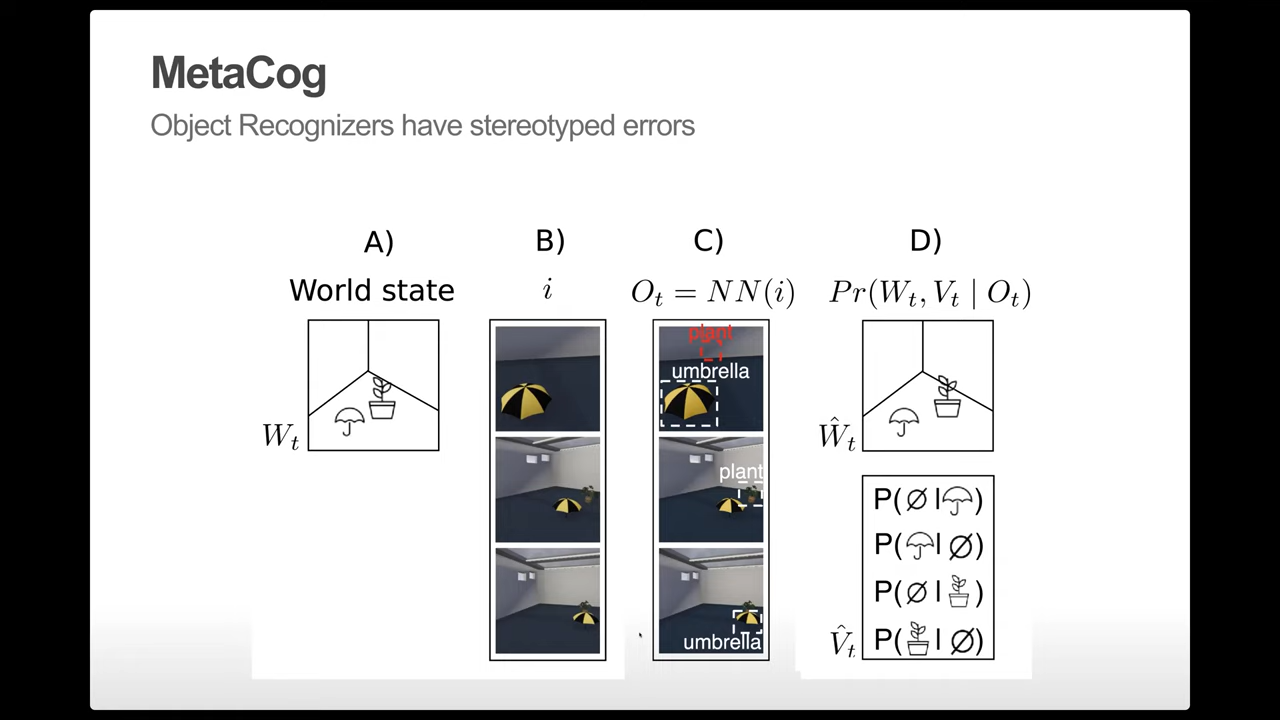 MetaCog
Object Recognizers have stereotyped errors
A) B) C) D)
World state i O_t = NN(i) Pr(W_t, V_t | O_t)
plant
umbrella
W_t Ŵ_t
plant
P(∅ | )
P( | ∅)
P(∅ | )
umbrella
V̂_t P( | ∅)